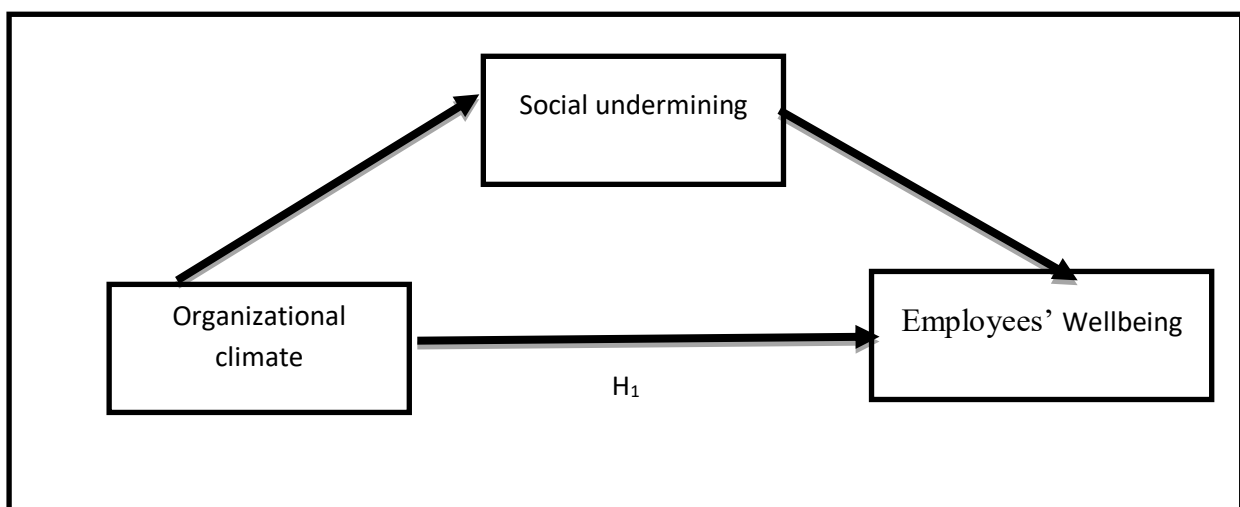 Social undermining
Organizational
climate
Employees’ Wellbeing
H₁